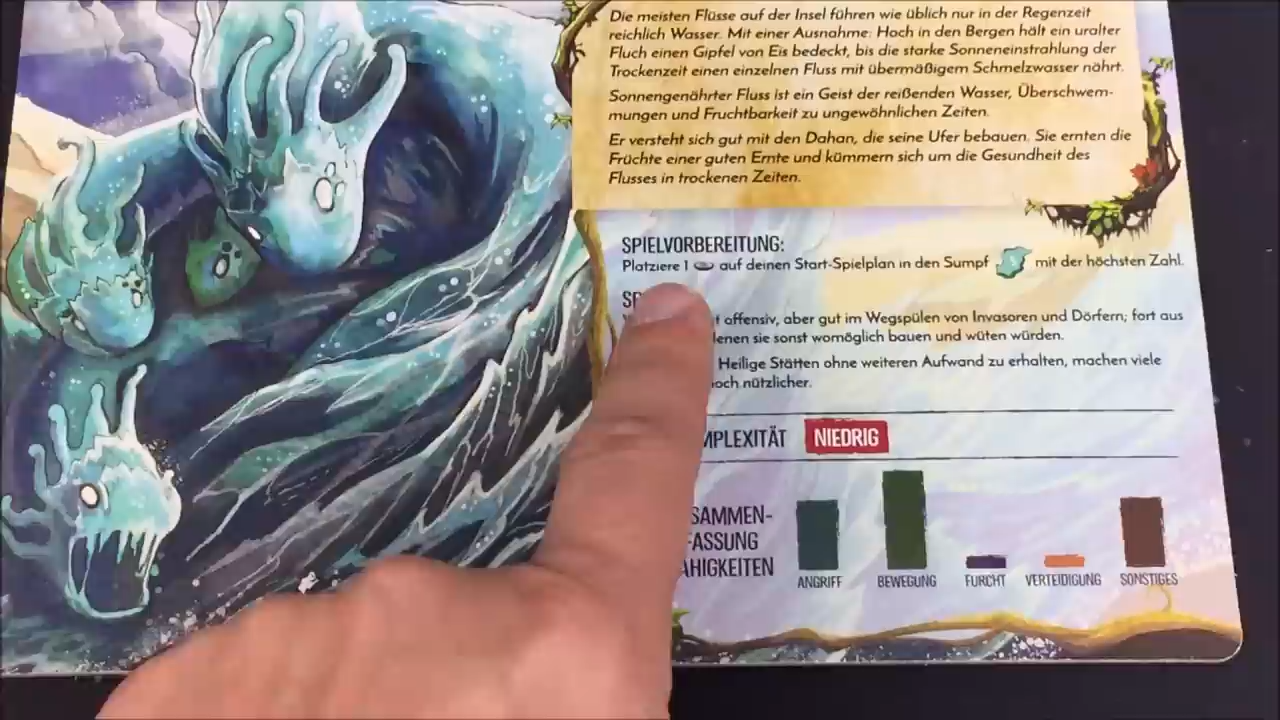 Die meisten Flüsse auf der Insel führen wie üblich nur in der Regenzeit
reichlich Wasser. Mit einer Ausnahme: Hoch in den Bergen hält ein uralter
Fluch einen Gipfel von Eis bedeckt, bis die starke Sonneneinstrahlung der
Trockenzeit einen einzelnen Fluss mit übermäßigem Schmelzwasser nährt.
Sonnengenährter Fluss ist ein Geist der reißenden Wasser, Überschwem-
mungen und Fruchtbarkeit zu ungewöhnlichen Zeiten.
Er versteht sich gut mit den Dahan, die seine Ufer bebauen. Sie ernten die
Früchte einer guten Ernte und kümmern sich um die Gesundheit des
Flusses in trockenen Zeiten.
SPIELVORBEREITUNG:
Platziere 1 auf deinen Start-Spielplan in den Sumpf mit der höchsten Zahl.
offensiv, aber gut im Wegspülen von Invasoren und Dörfern; fort aus
sie sonst womöglich bauen und wüten würden.
Heilige Stätten ohne weiteren Aufwand zu erhalten, machen viele
nützlicher.
MPLEXITÄT NIEDRIG
SAMMEN-
FASSUNG
ÄHIGKEITEN
ANGRIFF BEWEGUNG FURCHT VERTEIDIGUNG SONSTIGES